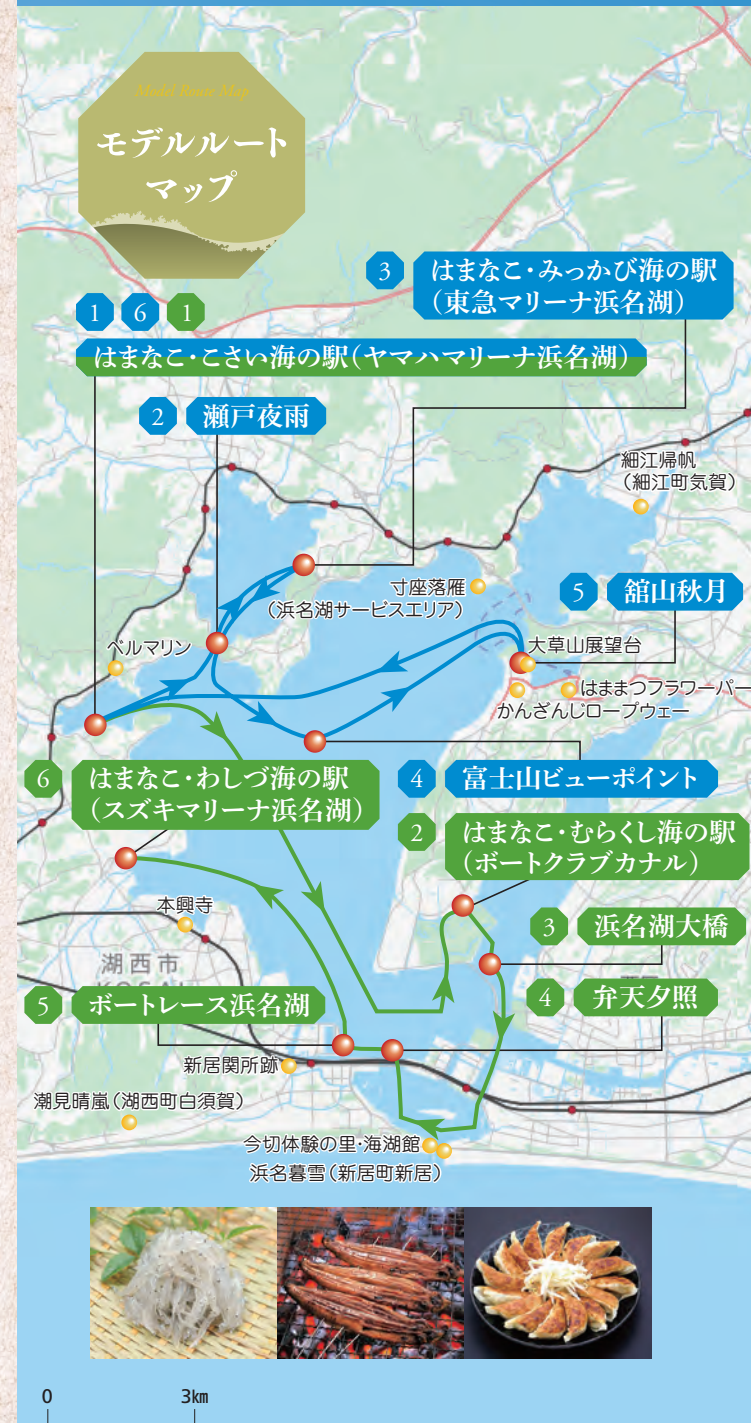 Model Route Map
モデルルート
マップ
3 はまなこ・みっかび海の駅
（東急マリーナ浜名湖）
1 6 1
はまなこ・こさい海の駅（ヤマハマリーナ浜名湖）
2 瀬戸夜雨
細江帰帆
（細江町気賀）
寸座落雁
（浜名湖サービスエリア）
5 舘山秋月
ベルマリン
大草山展望台
はままつフラワーパー
かんざんじロープウェー
6 はまなこ・わしづ海の駅
（スズキマリーナ浜名湖）
4 富士山ビューポイント
2 はまなこ・むらくし海の駅
（ボートクラブカナル）
本興寺
3 浜名湖大橋
湖西市
5 ボートレース浜名湖
4 弁天夕照
新居関所跡
潮見晴嵐（湖西町白須賀）
今切体験の里・海湖館
浜名暮雪（新居町新居）
0 3km